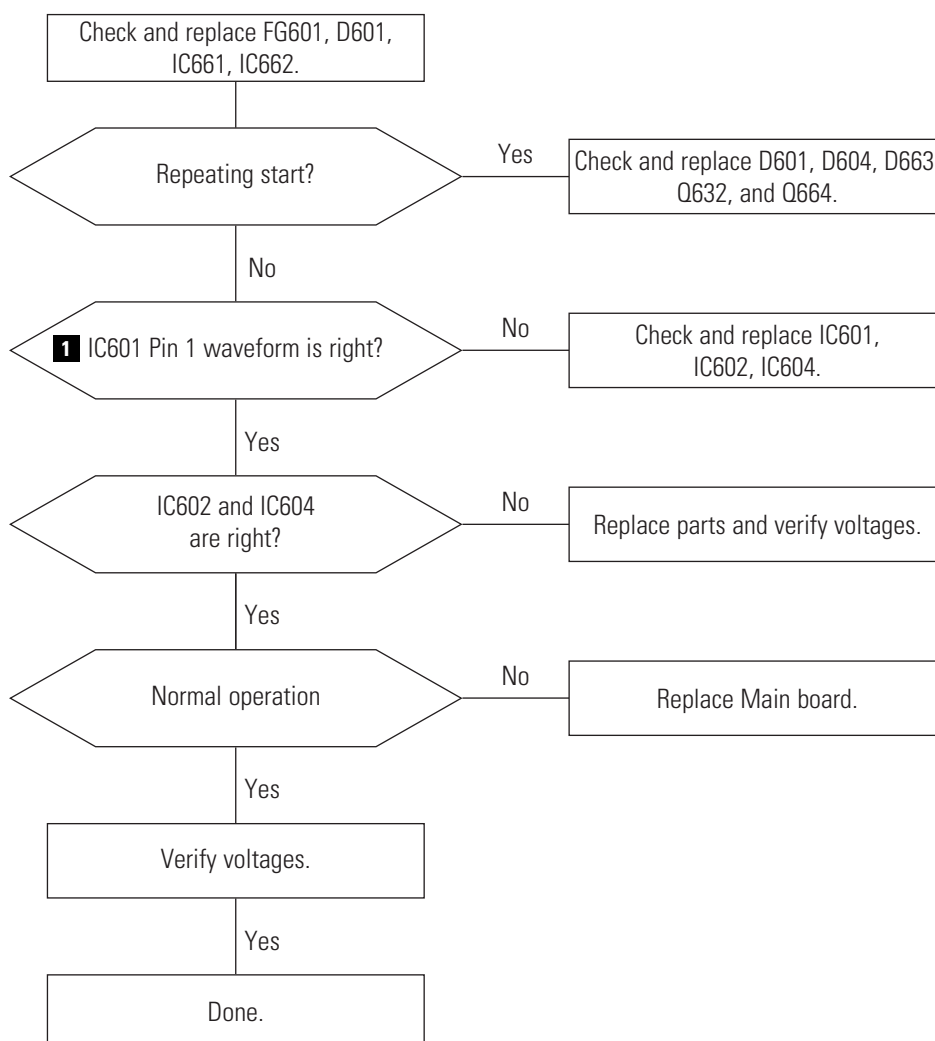 Check and replace FG601, D601,
IC661, IC662.
Repeating start?
Yes
Check and replace D601, D604, D663
Q632, and Q664.
No
1 IC601 Pin 1 waveform is right?
No
Check and replace IC601,
IC602, IC604.
Yes
IC602 and IC604
are right?
No
Replace parts and verify voltages.
Yes
Normal operation
No
Replace Main board.
Yes
Verify voltages.
Yes
Done.